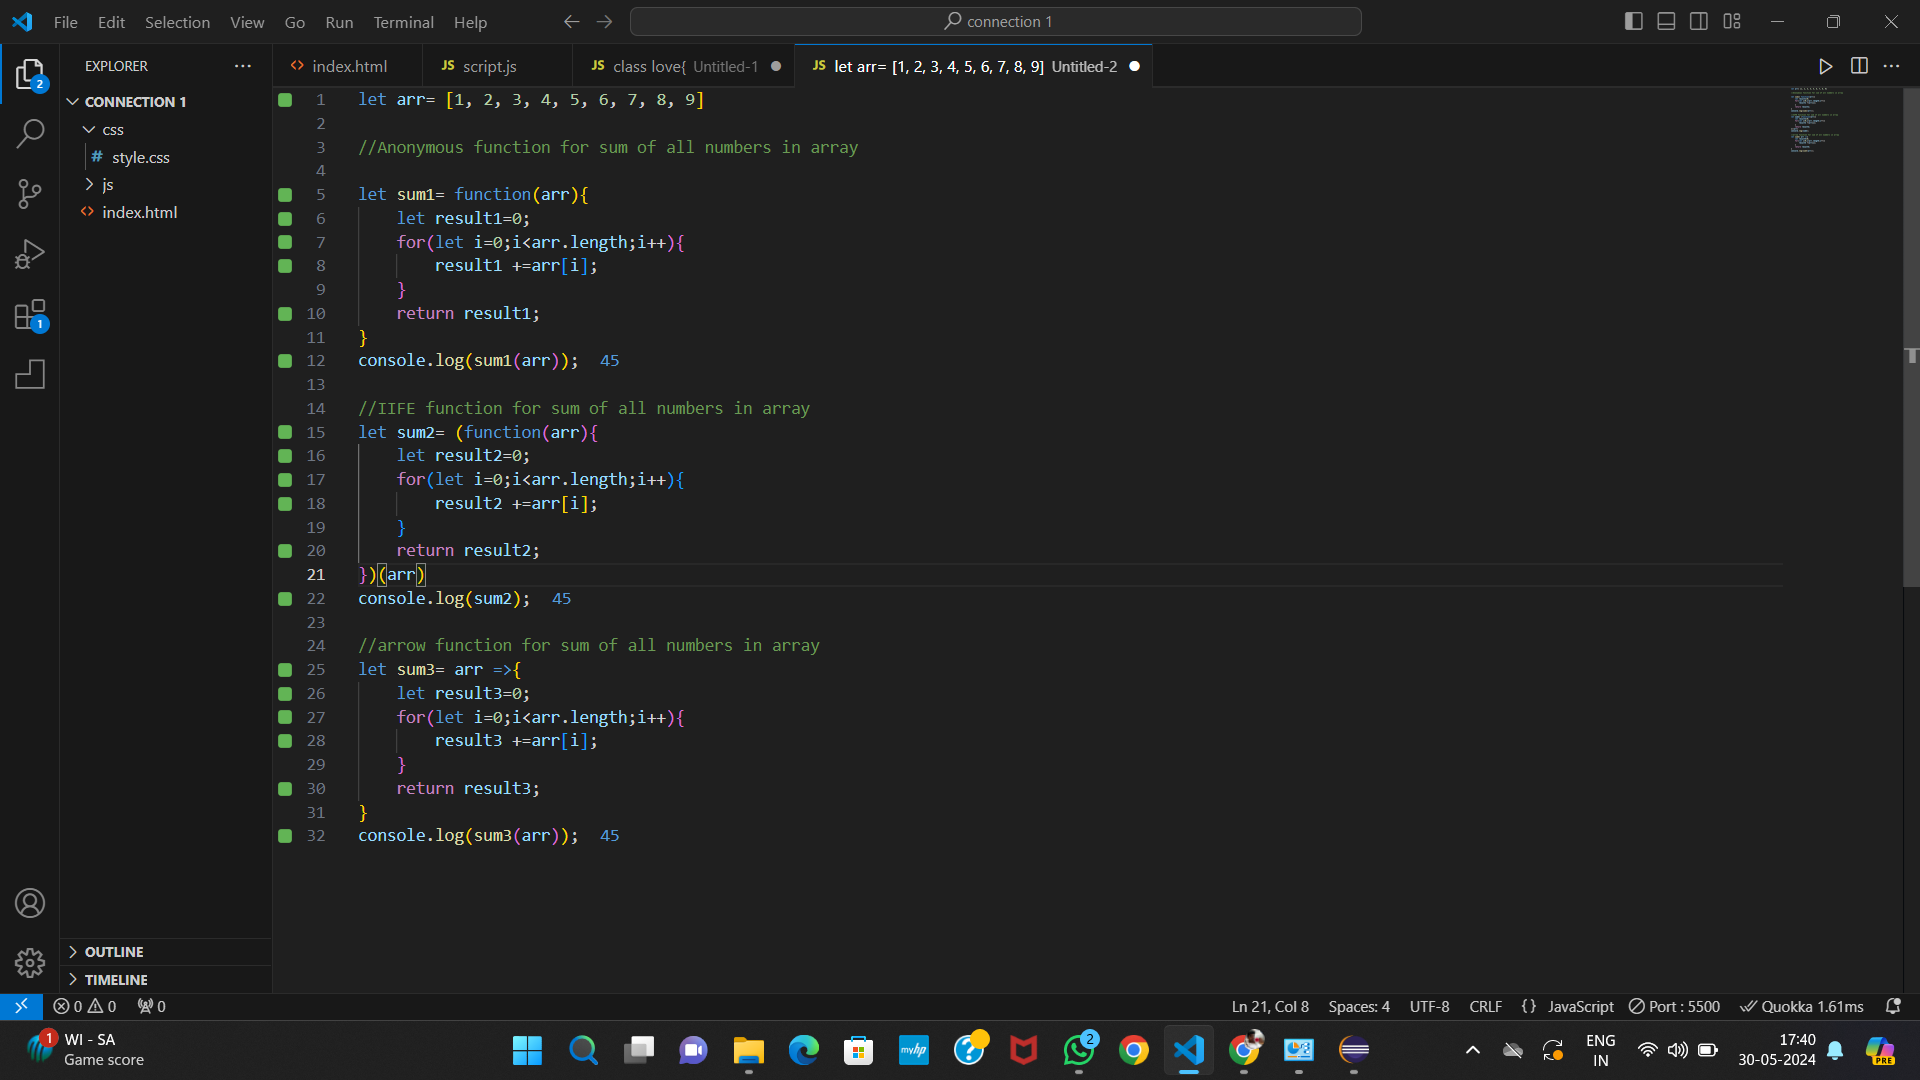 File Edit Selection View Go Run Terminal Help
connection 1
EXPLORER
index.html
JS script.js
JS class love{ Untitled-1
JS let arr= [1, 2, 3, 4, 5, 6, 7, 8, 9] Untitled-2
2
CONNECTION 1
css
# style.css
js
index.html
1
1 let arr= [1, 2, 3, 4, 5, 6, 7, 8, 9]
2
3 //Anonymous function for sum of all numbers in array
4
5 let sum1= function(arr){
6 let result1=0;
7 for(let i=0;i<arr.length;i++){
8 result1 +=arr[i];
9 }
10 return result1;
11 }
12 console.log(sum1(arr)); 45
13
14 //IIFE function for sum of all numbers in array
15 let sum2= (function(arr){
16 let result2=0;
17 for(let i=0;i<arr.length;i++){
18 result2 +=arr[i];
19 }
20 return result2;
21 })(arr)
22 console.log(sum2); 45
23
24 //arrow function for sum of all numbers in array
25 let sum3= arr =>{
26 let result3=0;
27 for(let i=0;i<arr.length;i++){
28 result3 +=arr[i];
29 }
30 return result3;
31 }
32 console.log(sum3(arr)); 45
OUTLINE
TIMELINE
0 0 0
Ln 21, Col 8 Spaces: 4 UTF-8 CRLF {} JavaScript Port : 5500 Quokka 1.61ms
1
WI - SA
Game score
myhp
2
ENG
IN
17:40
30-05-2024
PRE